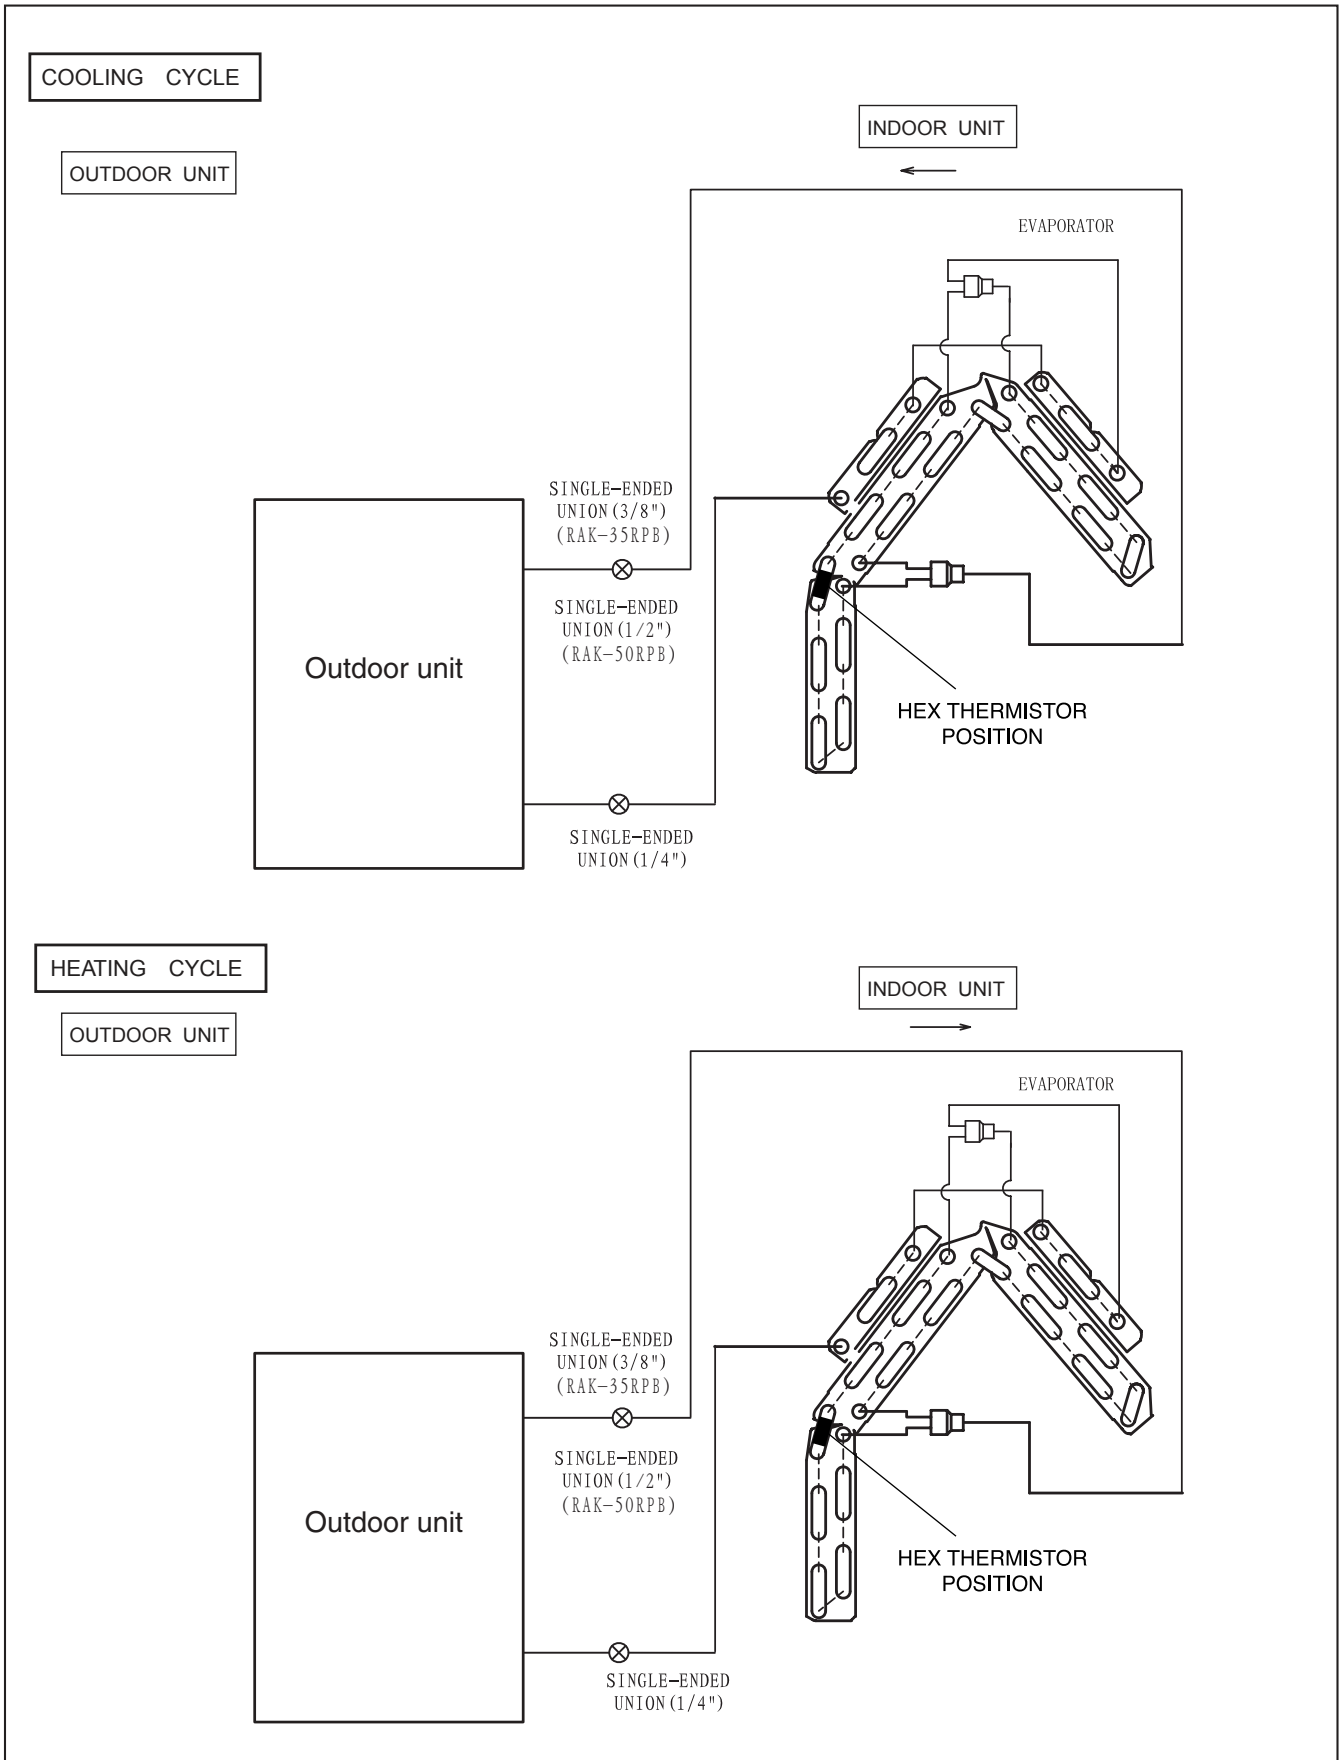 COOLING CYCLE
INDOOR UNIT
OUTDOOR UNIT
EVAPORATOR
SINGLE-ENDED
UNION(3/8")
(RAK-35RPB)
SINGLE-ENDED
UNION(1/2")
(RAK-50RPB)
Outdoor unit
HEX THERMISTOR
POSITION
SINGLE-ENDED
UNION(1/4")
HEATING CYCLE
INDOOR UNIT
OUTDOOR UNIT
EVAPORATOR
SINGLE-ENDED
UNION(3/8")
(RAK-35RPB)
SINGLE-ENDED
UNION(1/2")
(RAK-50RPB)
Outdoor unit
HEX THERMISTOR
POSITION
SINGLE-ENDED
UNION(1/4")